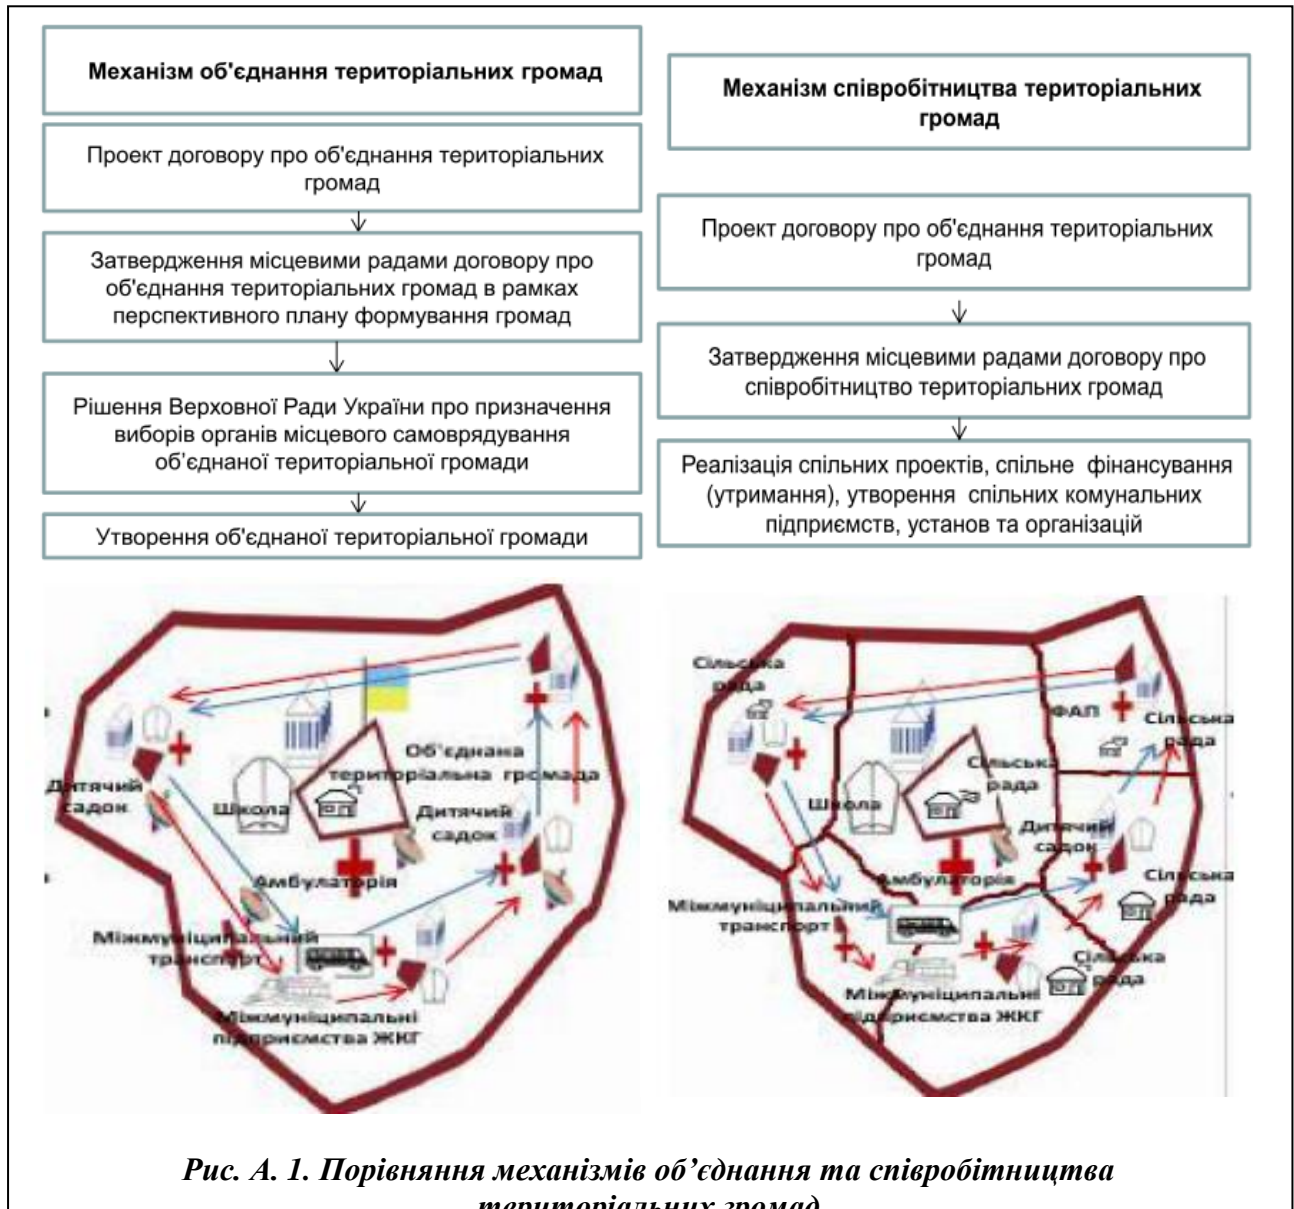 Механізм об'єднання територіальних громад
Проект договору про об'єднання територіальних
громад
Затвердження місцевими радами договору про
об'єднання територіальних громад в рамках
перспективного плану формування громад
Рішення Верховної Ради України про призначення
виборів органів місцевого самоврядування
об’єднаної територіальної громади
Утворення об'єднаної територіальної громади
Механізм співробітництва територіальних
громад
Проект договору про об'єднання територіальних
громад
Затвердження місцевими радами договору про
співробітництво територіальних громад
Реалізація спільних проектів, спільне фінансування
(утримання), утворення спільних комунальних
підприємств, установ та організацій
Об'єднана
територіальна громада
Дитячий
садок
Школа
Дитячий
садок
Амбулаторія
Міжмуніципальний
транспорт
Міжмуніципальні
підприємства ЖКГ
Сільська
рада
ФАП
Сільська
рада
Сільська
рада
Школа
Дитячий
садок
Амбулаторія
Сільська
рада
Міжмуніципальний
транспорт
Сільська
рада
Міжмуніципальні
підприємства ЖКГ
Рис. А. 1. Порівняння механізмів об’єднання та співробітництва
територіальних громад